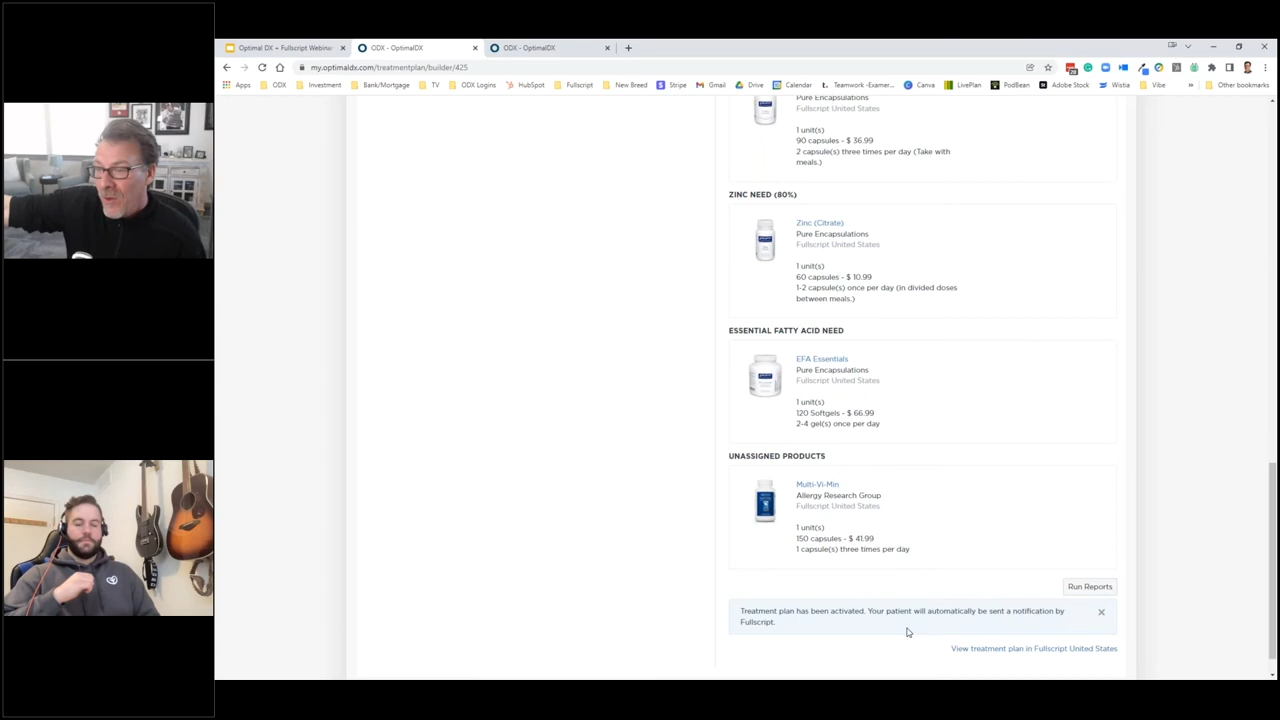 Optimal DX + Fullscript Webina
ODX - OptimalDX
ODX - OptimalDX
my.optimaldx.com/treatmentplan/builder/425
Apps
ODX
Investment
Bank/Mortgage
TV
ODX Logins
HubSpot
Fullscript
New Breed
Stripe
Gmail
Drive
Calendar
Teamwork -Examer...
Canva
LivePlan
PodBean
Adobe Stock
Wistia
Vibe
Other bookmarks
Pure Encapsulations
Fullscript United States
1 unit(s)
90 capsules - $ 36.99
2 capsule(s) three times per day (Take with
meals.)
ZINC NEED (80%)
Zinc (Citrate)
Pure Encapsulations
Fullscript United States
1 unit(s)
60 capsules - $ 10.99
1-2 capsule(s) once per day (in divided doses
between meals.)
ESSENTIAL FATTY ACID NEED
EFA Essentials
Pure Encapsulations
Fullscript United States
1 unit(s)
120 Softgels - $ 66.99
2-4 gel(s) once per day
UNASSIGNED PRODUCTS
Multi-Vi-Min
Allergy Research Group
Fullscript United States
1 unit(s)
150 capsules - $ 41.99
1 capsule(s) three times per day
Run Reports
Treatment plan has been activated. Your patient will automatically be sent a notification by
Fullscript.
View treatment plan in Fullscript United States